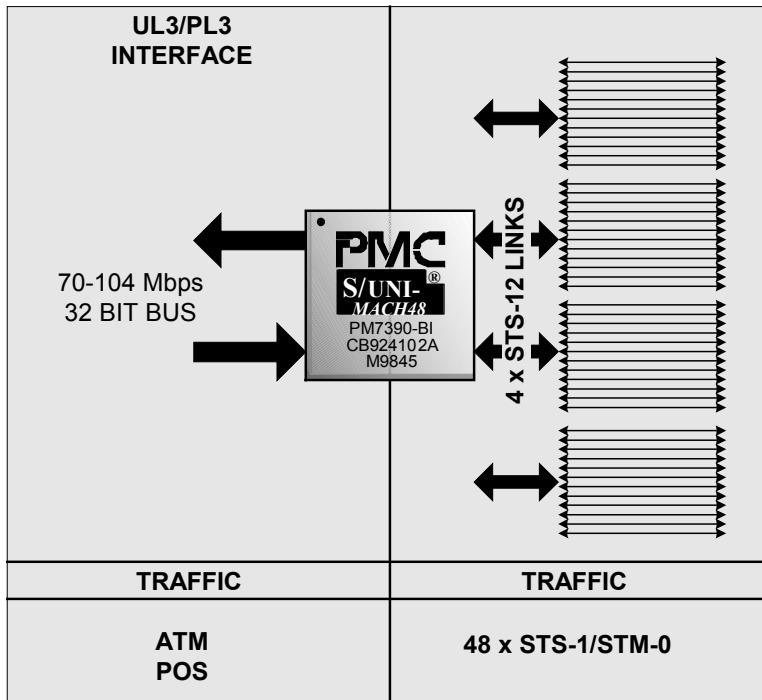 UL3/PL3
INTERFACE
70-104 Mbps
32 BIT BUS
PMC
®
S/UNI-
MACH48
PM7390-BI
CB924102A
M9845
4 x STS-12 LINKS
TRAFFIC
TRAFFIC
ATM
POS
48 x STS-1/STM-0